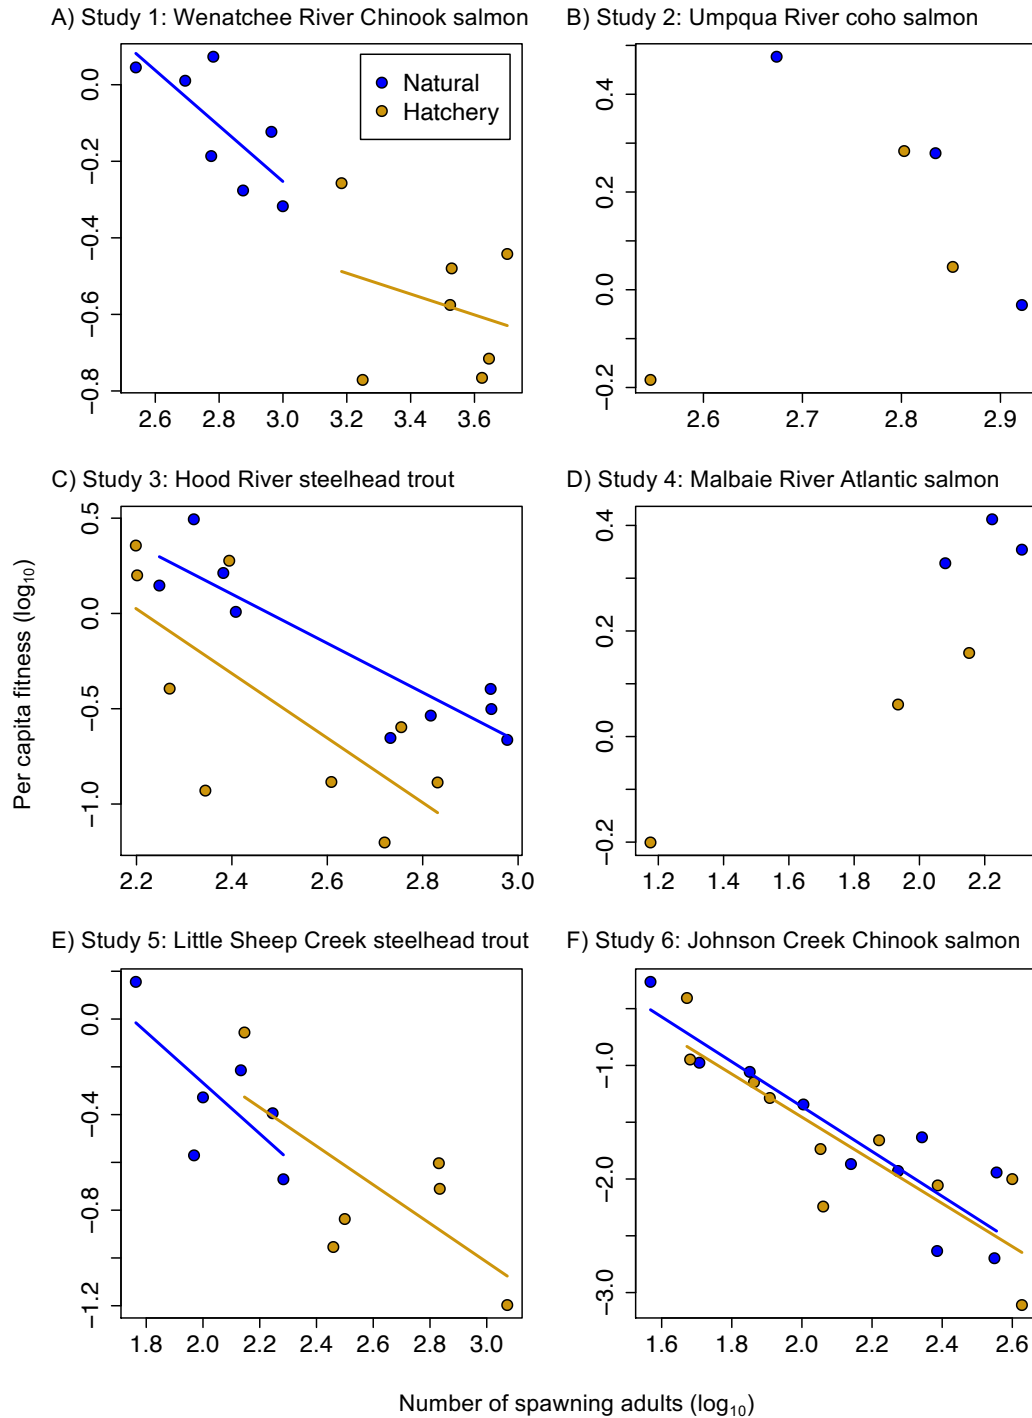 A) Study 1: Wenatchee River Chinook salmon
0.0
−0.2
−0.4
−0.6
−0.8
Natural
Hatchery
2.6 2.8 3.0 3.2 3.4 3.6
B) Study 2: Umpqua River coho salmon
0.4
0.2
0.0
−0.2
2.6 2.7 2.8 2.9
C) Study 3: Hood River steelhead trout
0.5
0.0
−0.5
−1.0
2.2 2.4 2.6 2.8 3.0
D) Study 4: Malbaie River Atlantic salmon
0.4
0.2
0.0
−0.2
1.2 1.4 1.6 1.8 2.0 2.2
Per capita fitness (log10)
E) Study 5: Little Sheep Creek steelhead trout
0.0
−0.4
−0.8
−1.2
1.8 2.0 2.2 2.4 2.6 2.8 3.0
F) Study 6: Johnson Creek Chinook salmon
−1.0
−2.0
−3.0
1.6 1.8 2.0 2.2 2.4 2.6
Number of spawning adults (log10)